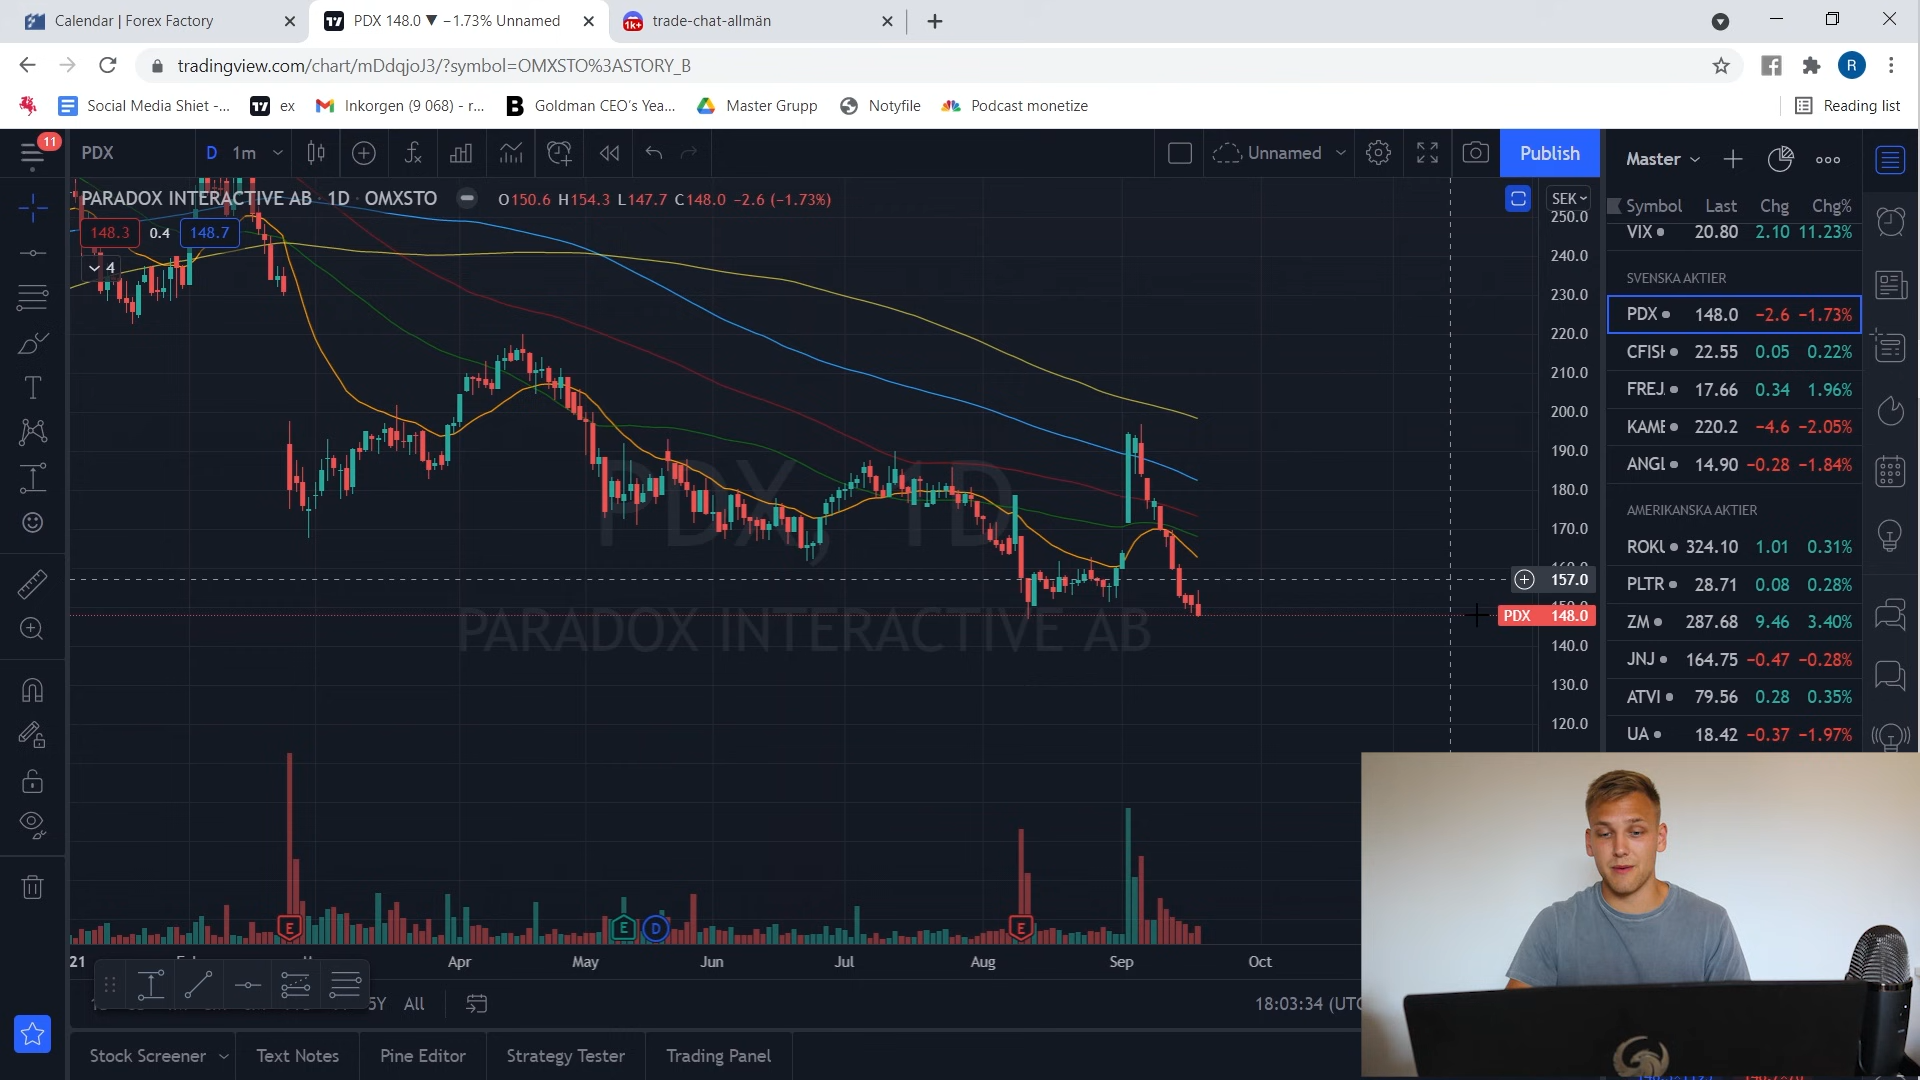 Calendar | Forex Factory
PDX 148.0 ▼ −1.73% Unnamed
1k+
trade-chat-allmän
tradingview.com/chart/mDdqjoJ3/?symbol=OMXSTO%3ASTORY_B
R
Social Media Shiet -...
ex
Inkorgen (9 068) - r...
B
Goldman CEO's Yea...
Master Grupp
Notyfile
Podcast monetize
Reading list
11
PDX
D
1m
Unnamed
Publish
Master
PARADOX INTERACTIVE AB · 1D · OMXSTO
O150.6 H154.3 L147.7 C148.0 −2.6 (−1.73%)
148.3
0.4
148.7
4
SEK
250.0
240.0
230.0
220.0
210.0
200.0
190.0
180.0
170.0
157.0
PDX 148.0
140.0
130.0
120.0
PDX, 1D
PARADOX INTERACTIVE AB
Symbol Last Chg Chg%
VIX 20.80 2.10 11.23%
SVENSKA AKTIER
PDX 148.0 −2.6 −1.73%
CFISH 22.55 0.05 0.22%
FREJ. 17.66 0.34 1.96%
KAMB 220.2 −4.6 −2.05%
ANGL 14.90 −0.28 −1.84%
AMERIKANSKA AKTIER
ROKU 324.10 1.01 0.31%
PLTR 28.71 0.08 0.28%
ZM 287.68 9.46 3.40%
JNJ 164.75 −0.47 −0.28%
ATVI 79.56 0.28 0.35%
UA 18.42 −0.37 −1.97%
E
E
D
E
21
Apr
May
Jun
Jul
Aug
Sep
Oct
5Y
All
18:03:34 (UTC
Stock Screener
Text Notes
Pine Editor
Strategy Tester
Trading Panel